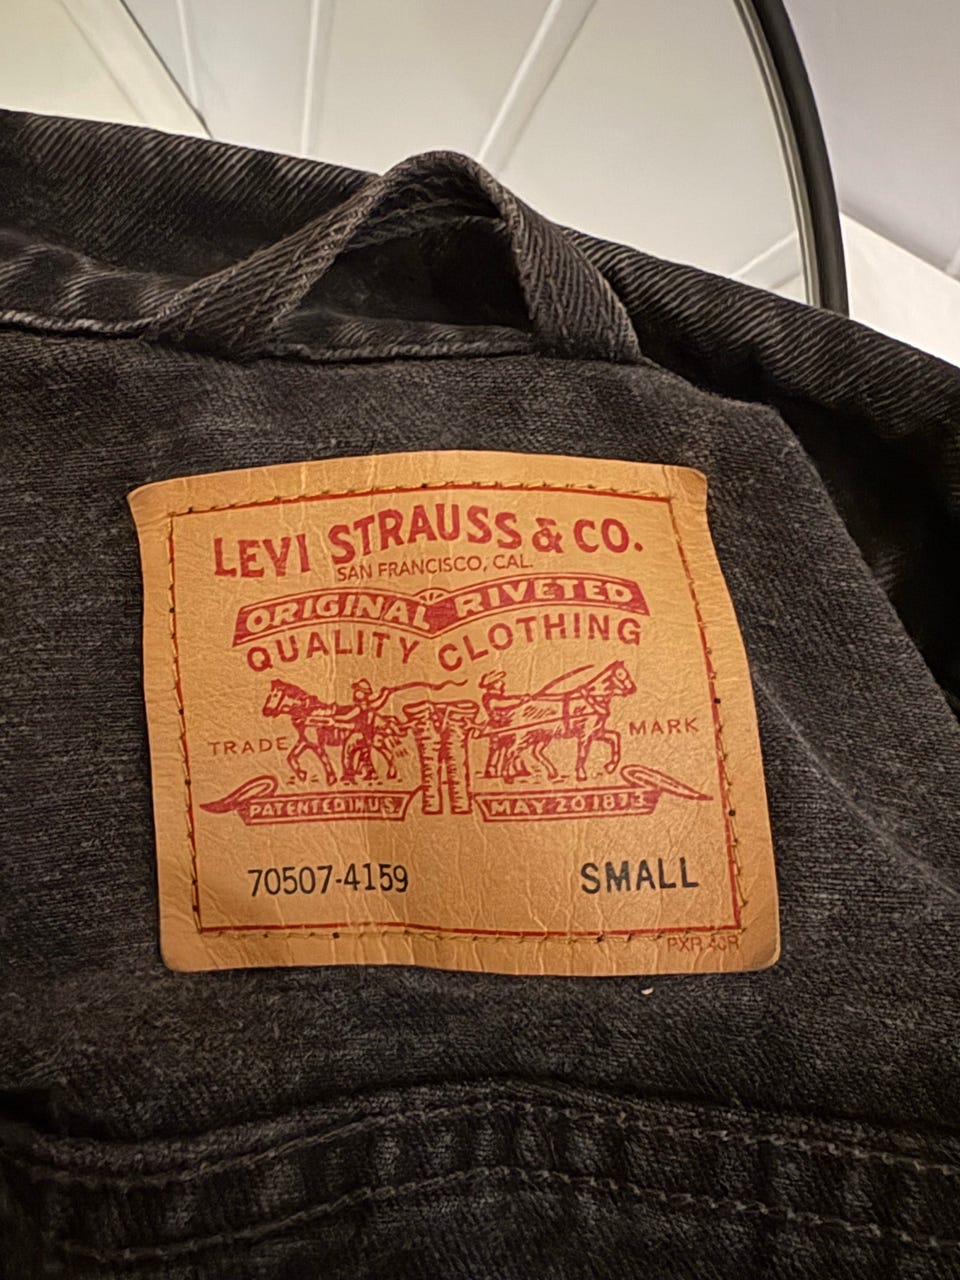 LEVI STRAUSS & CO.
SAN FRANCISCO, CAL.
ORIGINAL RIVETED
QUALITY CLOTHING
TRADE MARK
PATENTED IN U.S. MAY 20 1873
70507-4159 SMALL